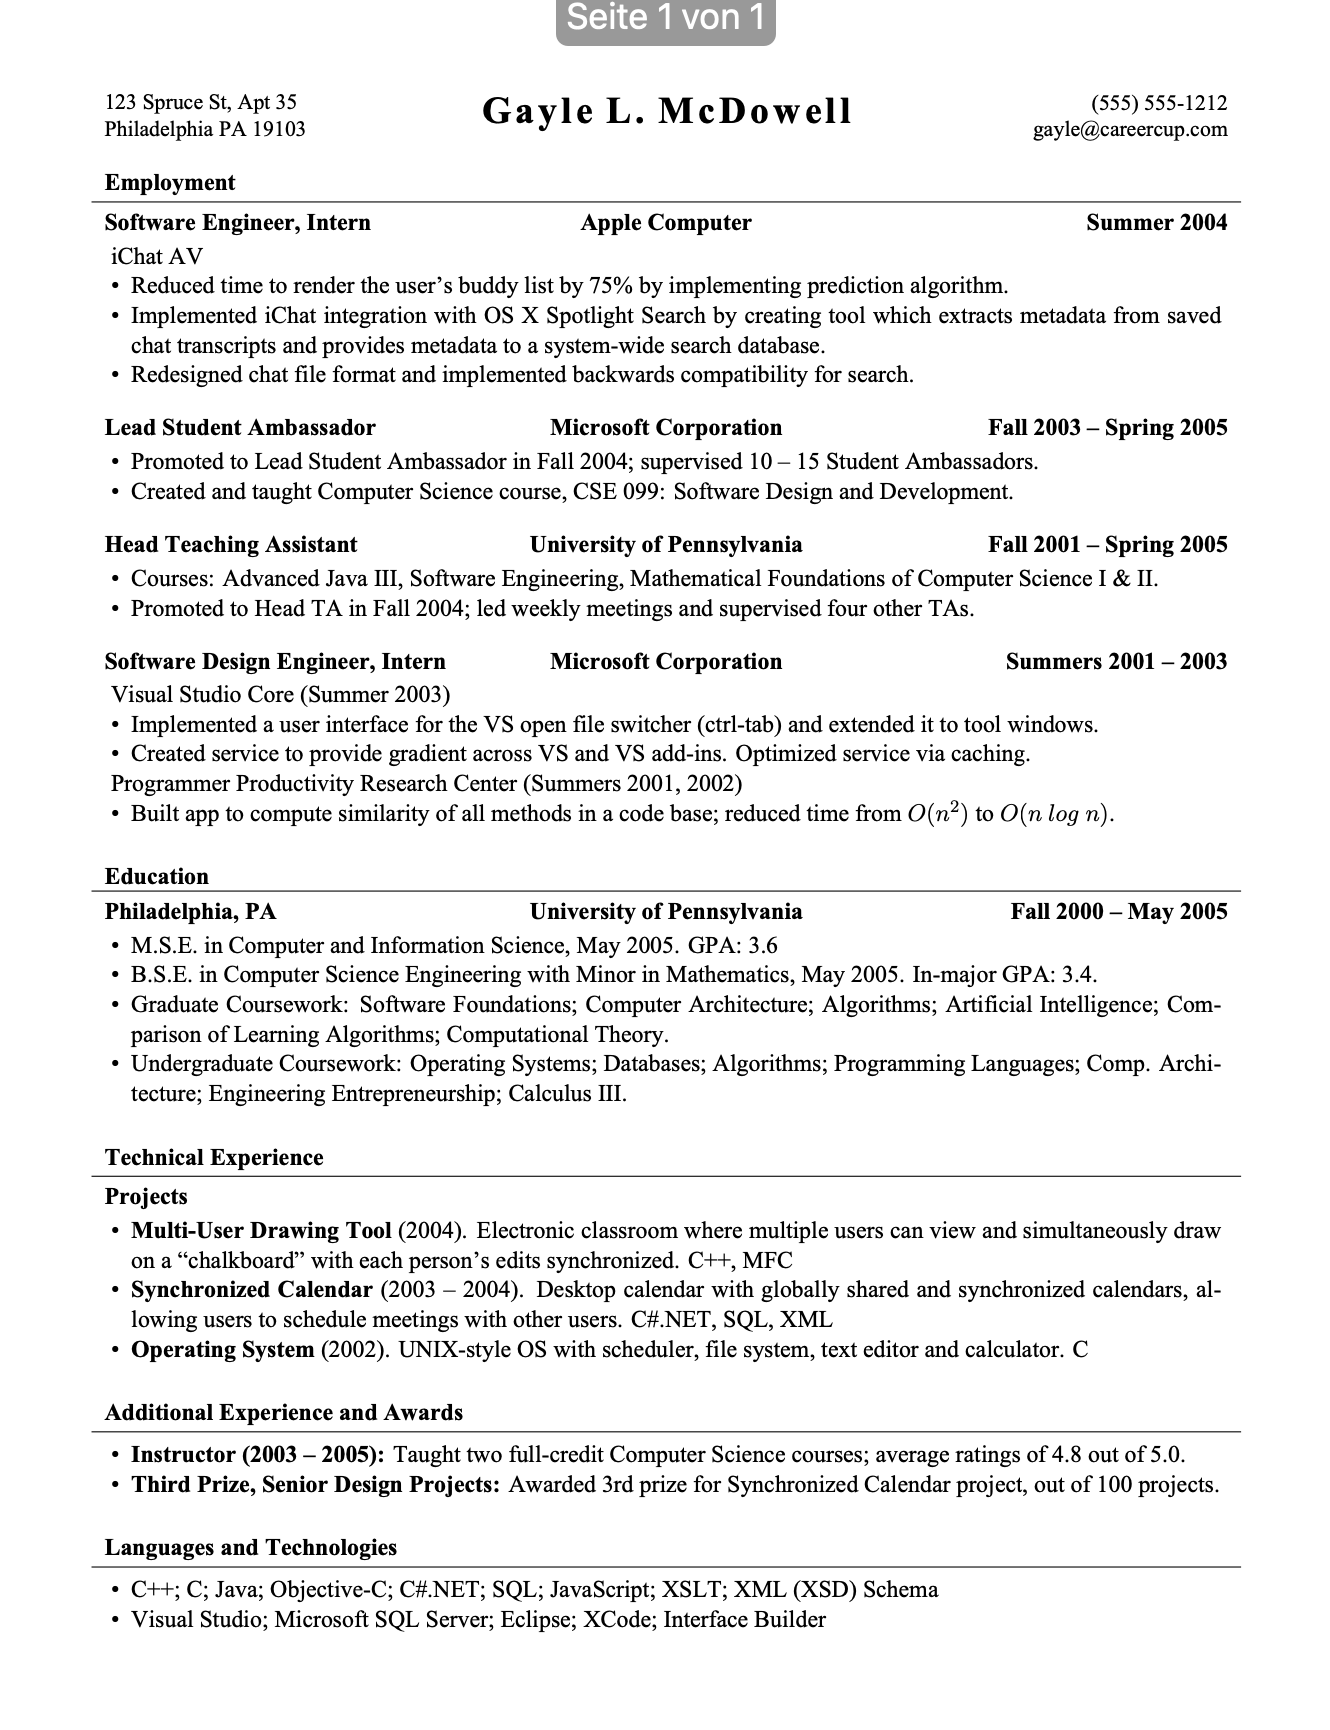 Seite 1 von 1
123 Spruce St, Apt 35
Philadelphia PA 19103
Gayle L. McDowell
(555) 555-1212
gayle@careercup.com
Employment
Software Engineer, Intern Apple Computer Summer 2004
iChat AV
• Reduced time to render the user’s buddy list by 75% by implementing prediction algorithm.
• Implemented iChat integration with OS X Spotlight Search by creating tool which extracts metadata from saved
chat transcripts and provides metadata to a system-wide search database.
• Redesigned chat file format and implemented backwards compatibility for search.
Lead Student Ambassador Microsoft Corporation Fall 2003 – Spring 2005
• Promoted to Lead Student Ambassador in Fall 2004; supervised 10 – 15 Student Ambassadors.
• Created and taught Computer Science course, CSE 099: Software Design and Development.
Head Teaching Assistant University of Pennsylvania Fall 2001 – Spring 2005
• Courses: Advanced Java III, Software Engineering, Mathematical Foundations of Computer Science I & II.
• Promoted to Head TA in Fall 2004; led weekly meetings and supervised four other TAs.
Software Design Engineer, Intern Microsoft Corporation Summers 2001 – 2003
Visual Studio Core (Summer 2003)
• Implemented a user interface for the VS open file switcher (ctrl-tab) and extended it to tool windows.
• Created service to provide gradient across VS and VS add-ins. Optimized service via caching.
Programmer Productivity Research Center (Summers 2001, 2002)
• Built app to compute similarity of all methods in a code base; reduced time from O(n²) to O(n log n).
Education
Philadelphia, PA University of Pennsylvania Fall 2000 – May 2005
• M.S.E. in Computer and Information Science, May 2005. GPA: 3.6
• B.S.E. in Computer Science Engineering with Minor in Mathematics, May 2005. In-major GPA: 3.4.
• Graduate Coursework: Software Foundations; Computer Architecture; Algorithms; Artificial Intelligence; Com-
parison of Learning Algorithms; Computational Theory.
• Undergraduate Coursework: Operating Systems; Databases; Algorithms; Programming Languages; Comp. Archi-
tecture; Engineering Entrepreneurship; Calculus III.
Technical Experience
Projects
• Multi-User Drawing Tool (2004). Electronic classroom where multiple users can view and simultaneously draw
on a “chalkboard” with each person’s edits synchronized. C++, MFC
• Synchronized Calendar (2003 – 2004). Desktop calendar with globally shared and synchronized calendars, al-
lowing users to schedule meetings with other users. C#.NET, SQL, XML
• Operating System (2002). UNIX-style OS with scheduler, file system, text editor and calculator. C
Additional Experience and Awards
• Instructor (2003 – 2005): Taught two full-credit Computer Science courses; average ratings of 4.8 out of 5.0.
• Third Prize, Senior Design Projects: Awarded 3rd prize for Synchronized Calendar project, out of 100 projects.
Languages and Technologies
• C++; C; Java; Objective-C; C#.NET; SQL; JavaScript; XSLT; XML (XSD) Schema
• Visual Studio; Microsoft SQL Server; Eclipse; XCode; Interface Builder